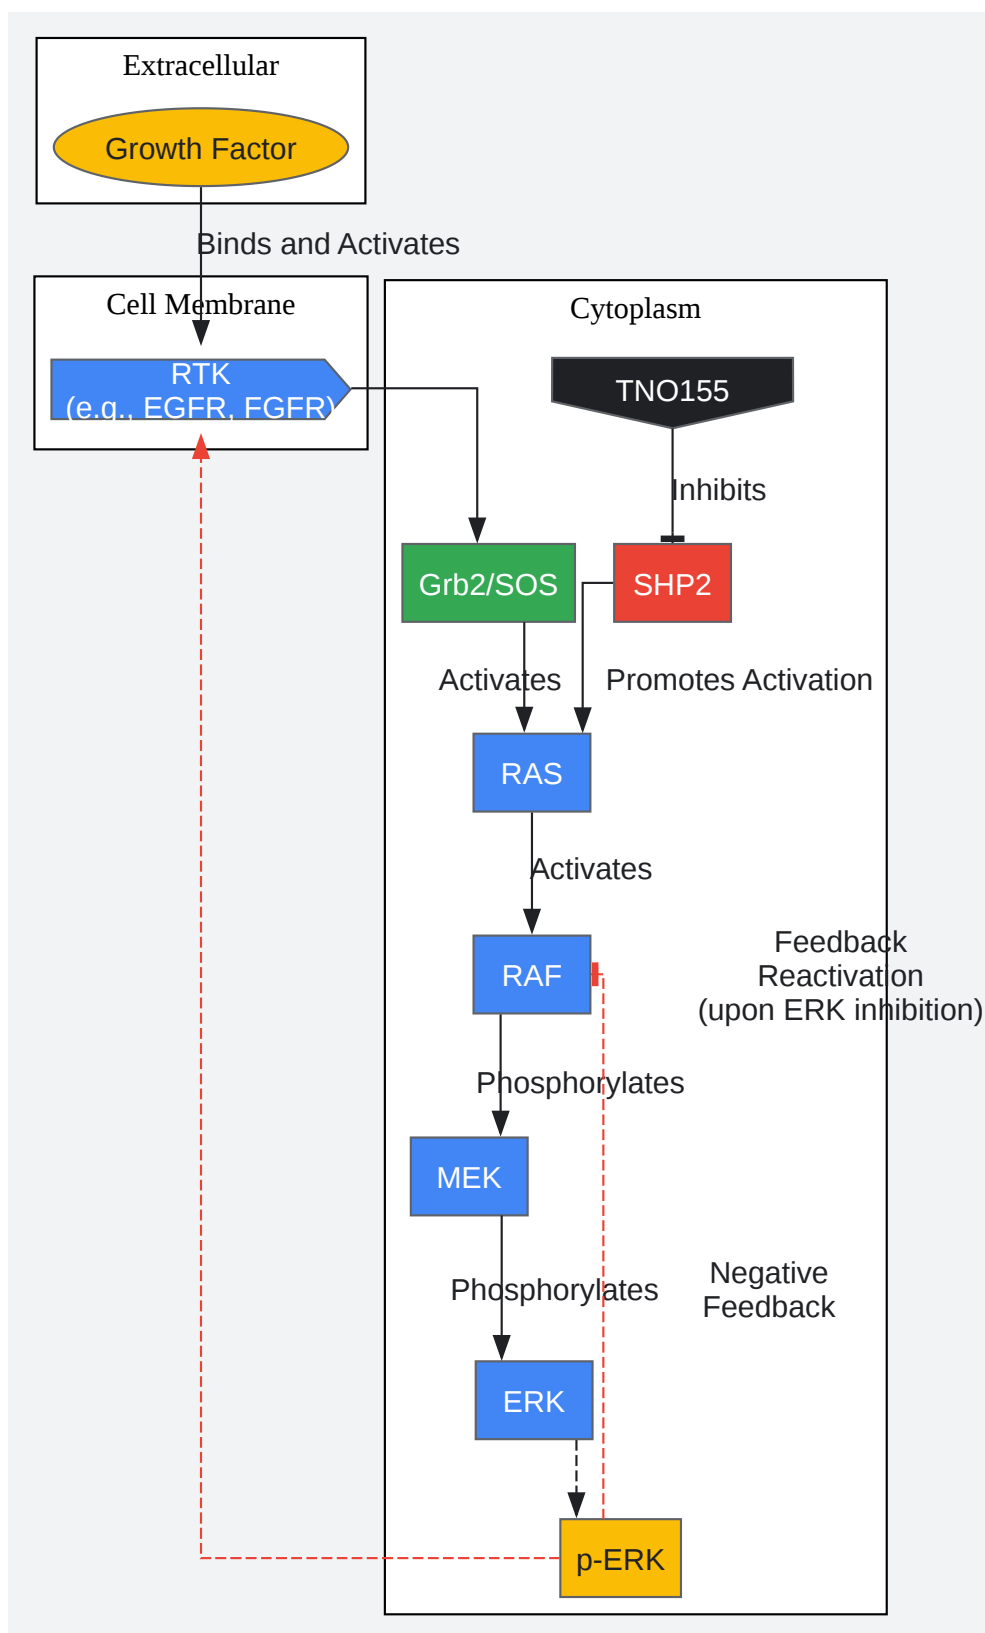 Extracellular
Growth Factor
Binds and Activates
Cell Membrane
RTK
(e.g., EGFR, FGFR)
Cytoplasm
TNO155
Inhibits
Grb2/SOS
SHP2
Activates
Promotes Activation
RAS
Activates
RAF
Feedback
Reactivation
(upon ERK inhibition)
Phosphorylates
MEK
Phosphorylates
Negative
Feedback
ERK
p-ERK